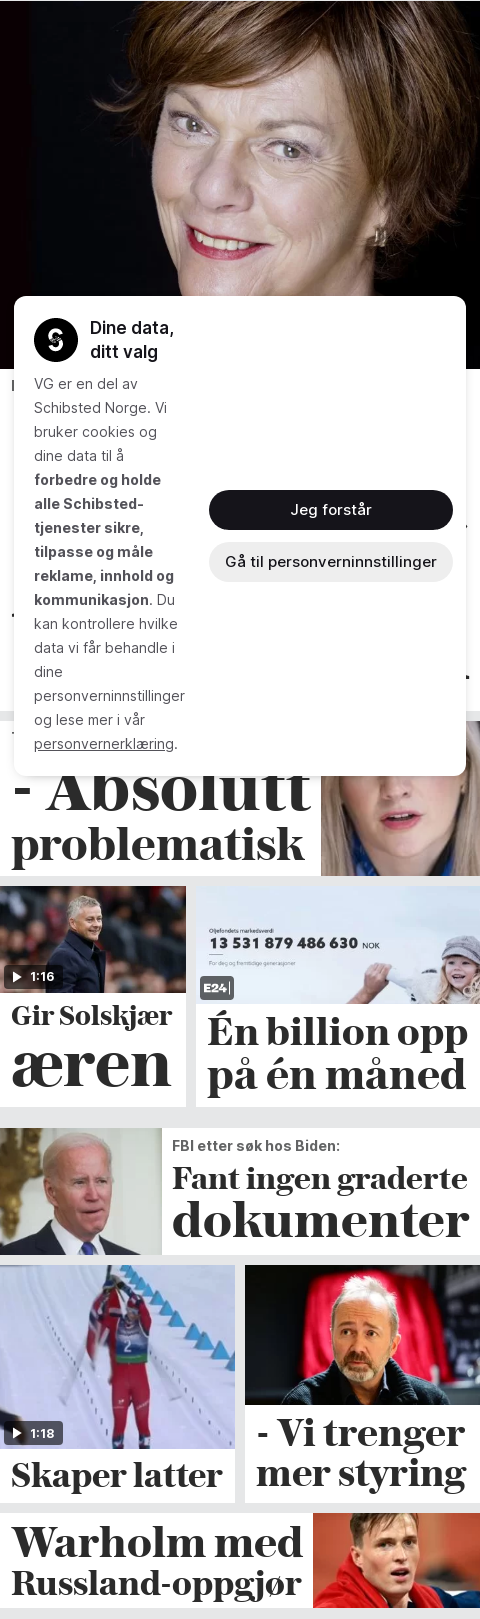 Dine data,
ditt valg
VG er en del av
Schibsted Norge. Vi
bruker cookies og
dine data til å
forbedre og holde
alle Schibsted-
tjenester sikre,
tilpasse og måle
reklame, innhold og
kommunikasjon. Du
kan kontrollere hvilke
data vi får behandle i
dine
personverninnstillinger
og lese mer i vår
personvernerklæring.
Jeg forstår
Gå til personverninnstillinger
- Absolutt
problematisk
1:16
Gir Solskjær
æren
Oljefondets markedsverdi
13 531 879 486 630 NOK
For deg og fremtidige generasjoner
E24
Én billion opp
på én måned
FBI etter søk hos Biden:
Fant ingen graderte
dokumenter
2
1:18
Skaper latter
- Vi trenger
mer styring
Warholm med
Russland-oppgjør